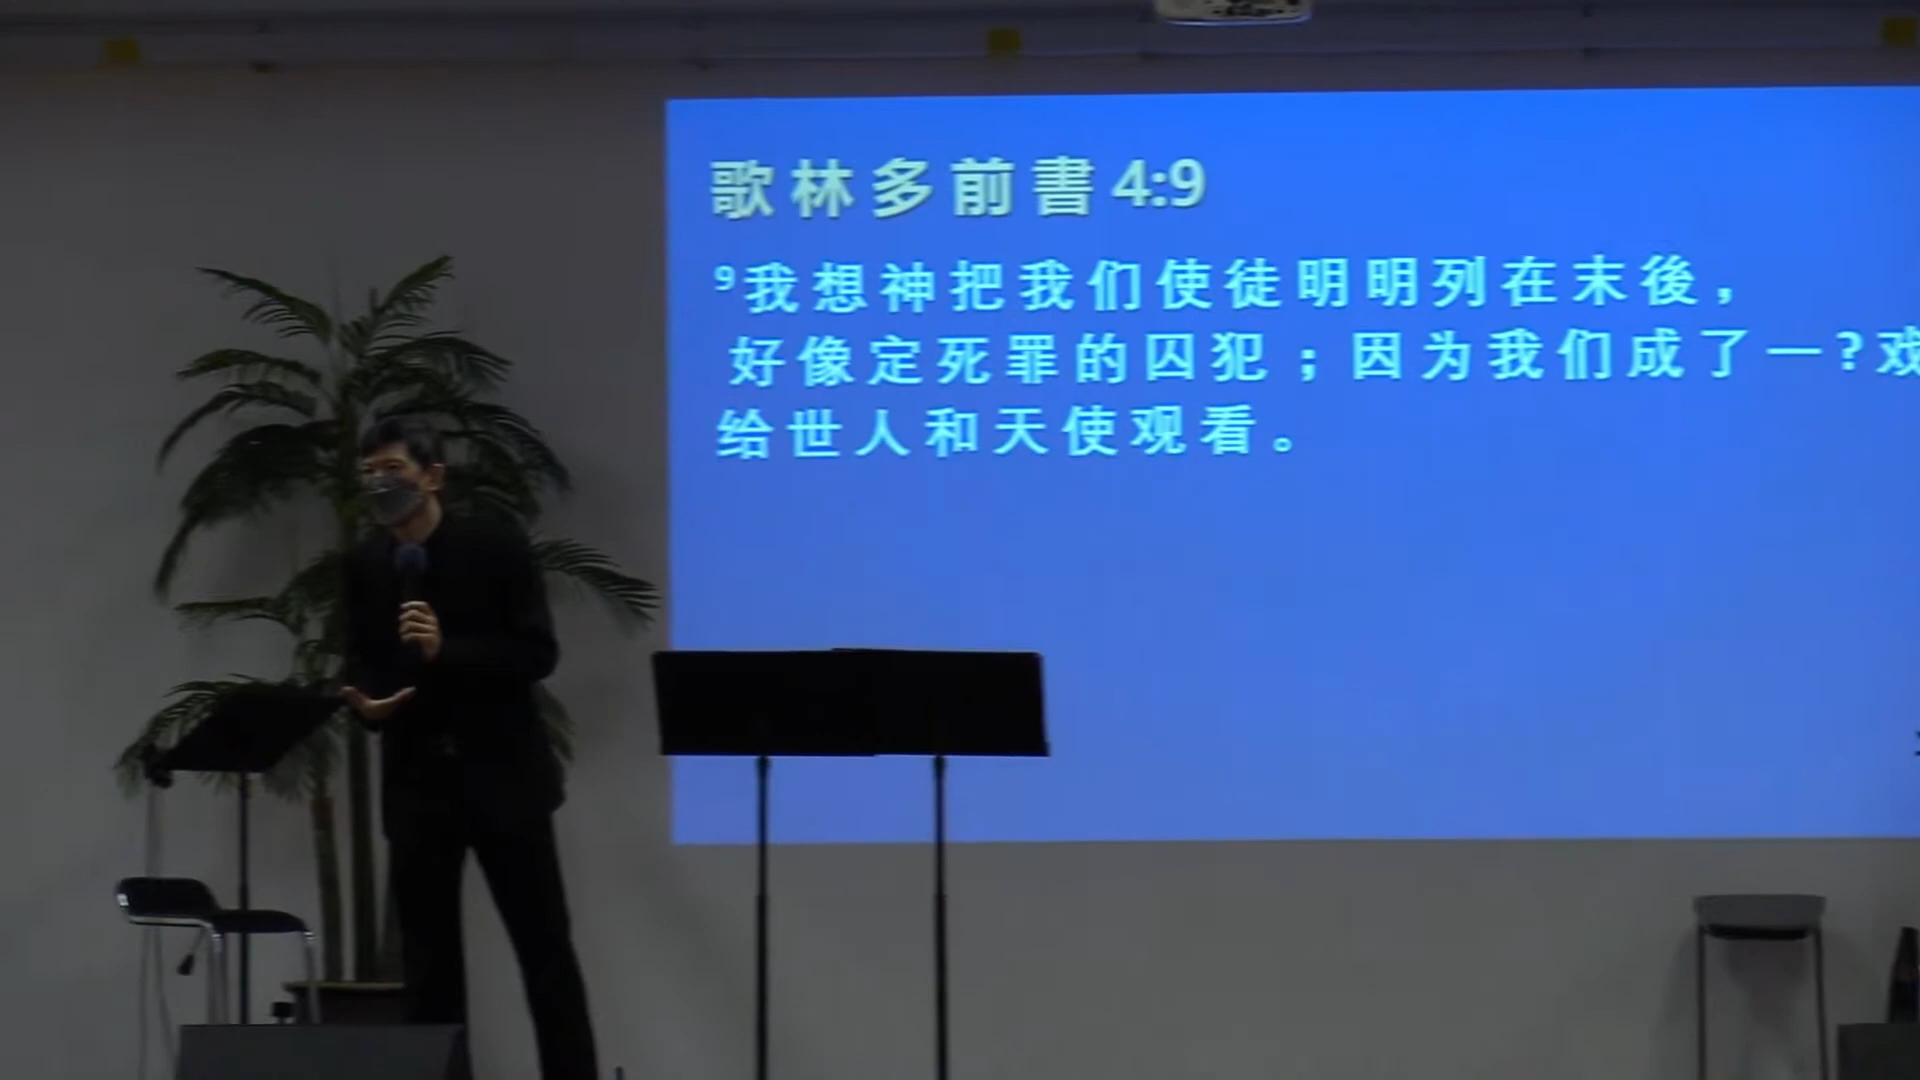 歌林多前書 4:9
9我想神把我们使徒明明列在末後，
好像定死罪的囚犯；因为我们成了一?戏
给世人和天使观看。